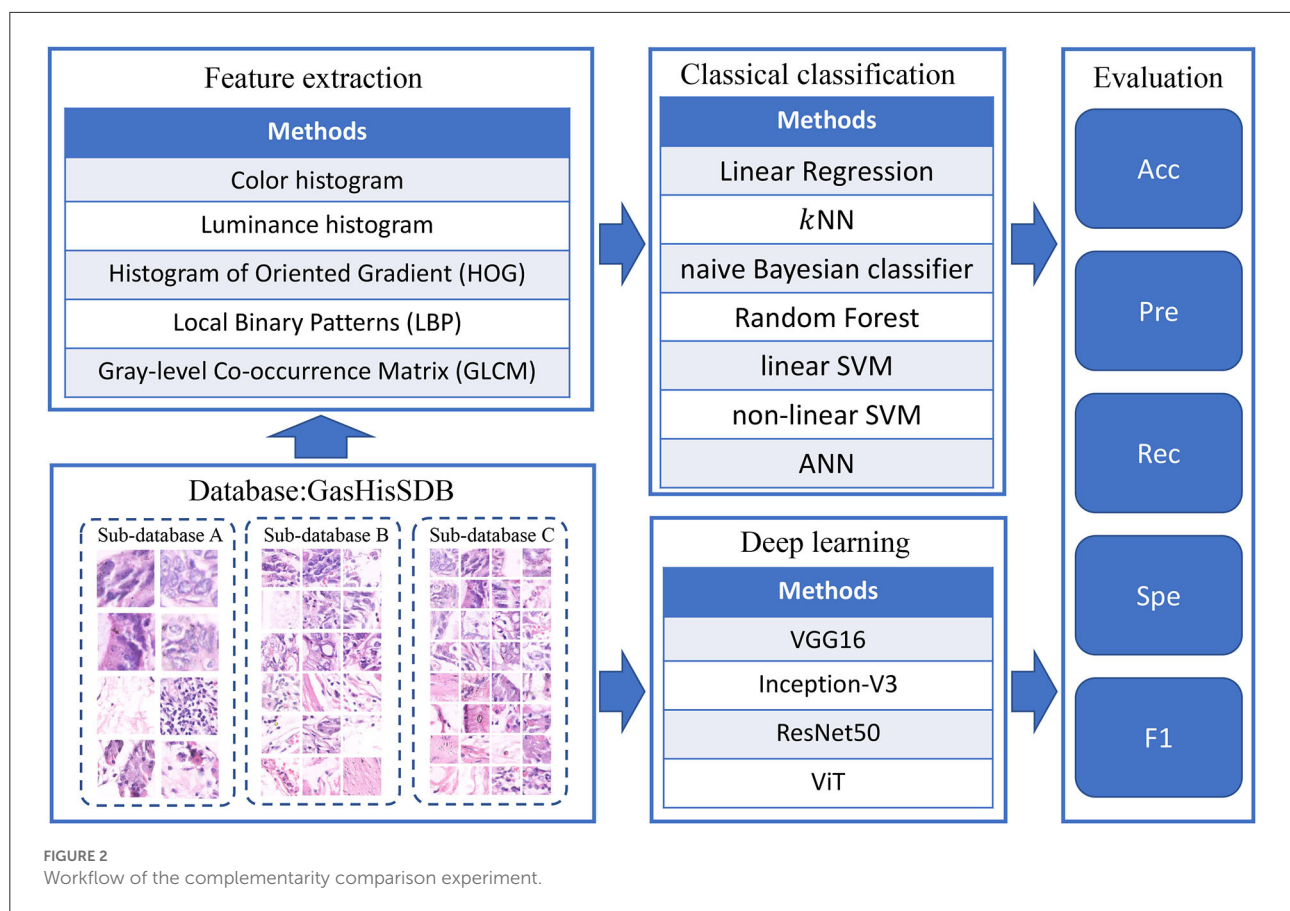 Feature extraction
Methods
Color histogram
Luminance histogram
Histogram of Oriented Gradient (HOG)
Local Binary Patterns (LBP)
Gray-level Co-occurrence Matrix (GLCM)
Database:GasHisSDB
Sub-database A
Sub-database B
Sub-database C
Classical classification
Methods
Linear Regression
kNN
naive Bayesian classifier
Random Forest
linear SVM
non-linear SVM
ANN
Deep learning
Methods
VGG16
Inception-V3
ResNet50
ViT
Evaluation
Acc
Pre
Rec
Spe
F1
FIGURE 2
Workflow of the complementarity comparison experiment.